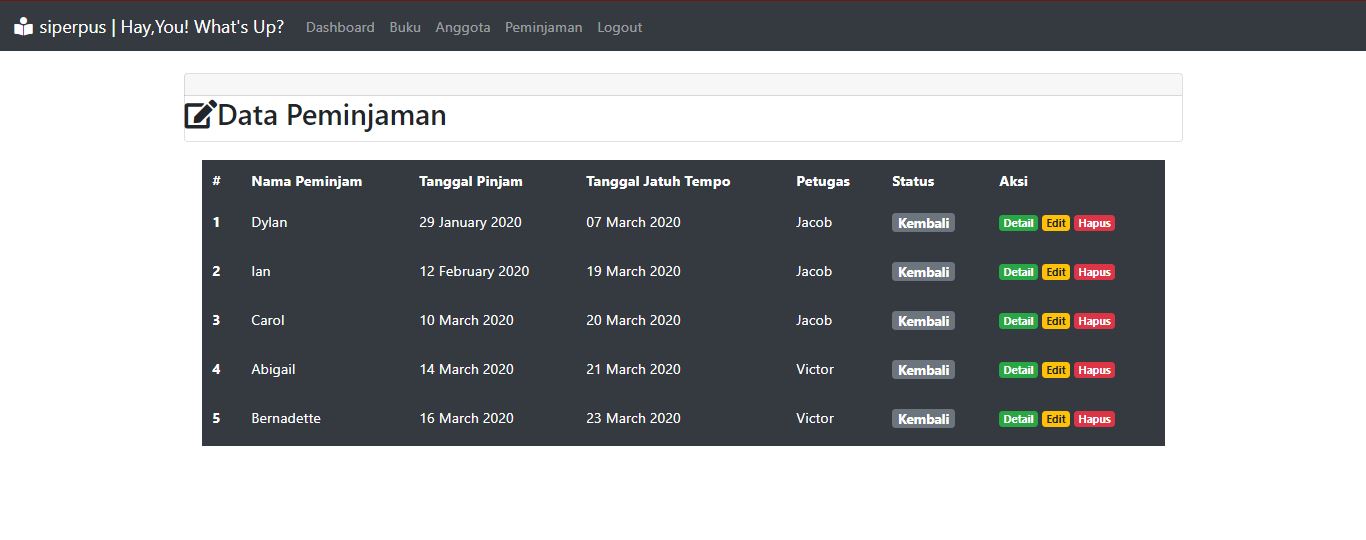 siperpus | Hay,You! What's Up? Dashboard Buku Anggota Peminjaman Logout
Data Peminjaman
# Nama Peminjam Tanggal Pinjam Tanggal Jatuh Tempo Petugas Status Aksi
1 Dylan 29 January 2020 07 March 2020 Jacob Kembali Detail Edit Hapus
2 Ian 12 February 2020 19 March 2020 Jacob Kembali Detail Edit Hapus
3 Carol 10 March 2020 20 March 2020 Jacob Kembali Detail Edit Hapus
4 Abigail 14 March 2020 21 March 2020 Victor Kembali Detail Edit Hapus
5 Bernadette 16 March 2020 23 March 2020 Victor Kembali Detail Edit Hapus